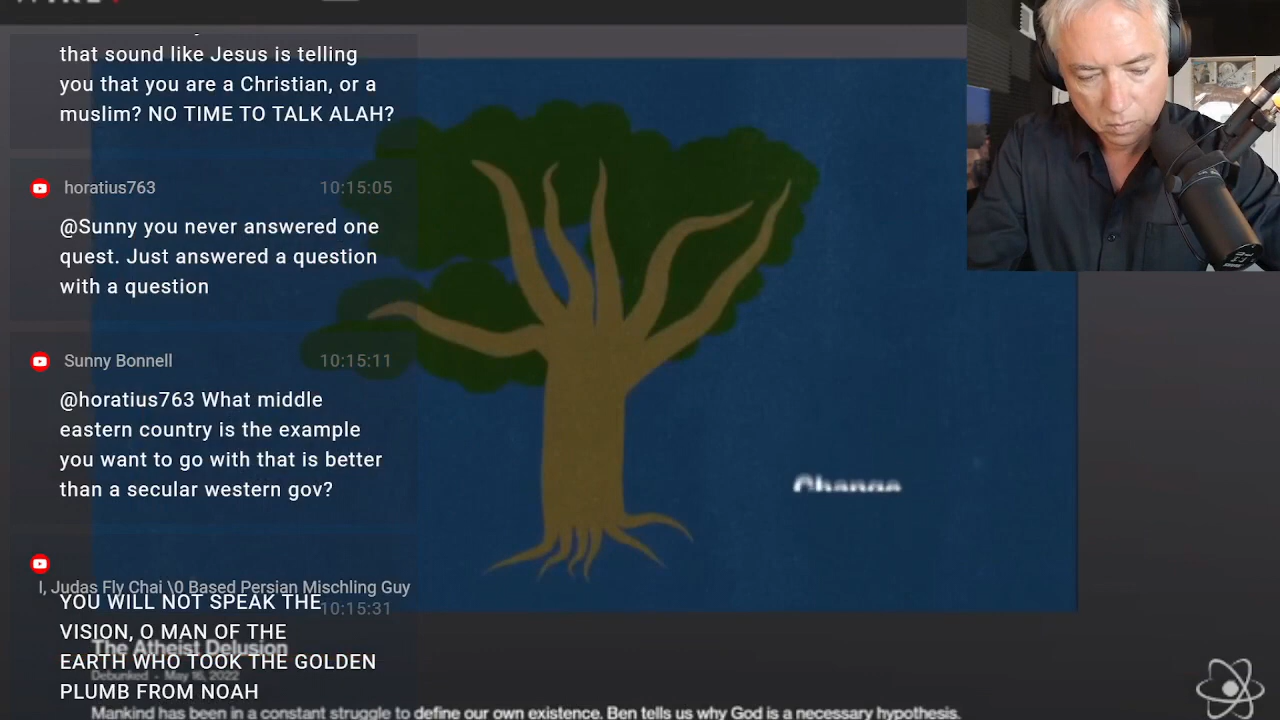 that sound like Jesus is telling
you that you are a Christian, or a
muslim? NO TIME TO TALK ALAH?
horatius763 10:15:05
@Sunny you never answered one
quest. Just answered a question
with a question
Sunny Bonnell 10:15:11
@horatius763 What middle
eastern country is the example
you want to go with that is better
than a secular western gov?
I, Judas Fly Chai \0 Based Persian Mischling Guy
10:15:31
YOU WILL NOT SPEAK THE
VISION, O MAN OF THE
EARTH WHO TOOK THE GOLDEN
PLUMB FROM NOAH
Change
The Atheist Delusion
Debunked - May 16, 2022
Mankind has been in a constant struggle to define our own existence. Ben tells us why God is a necessary hypothesis.